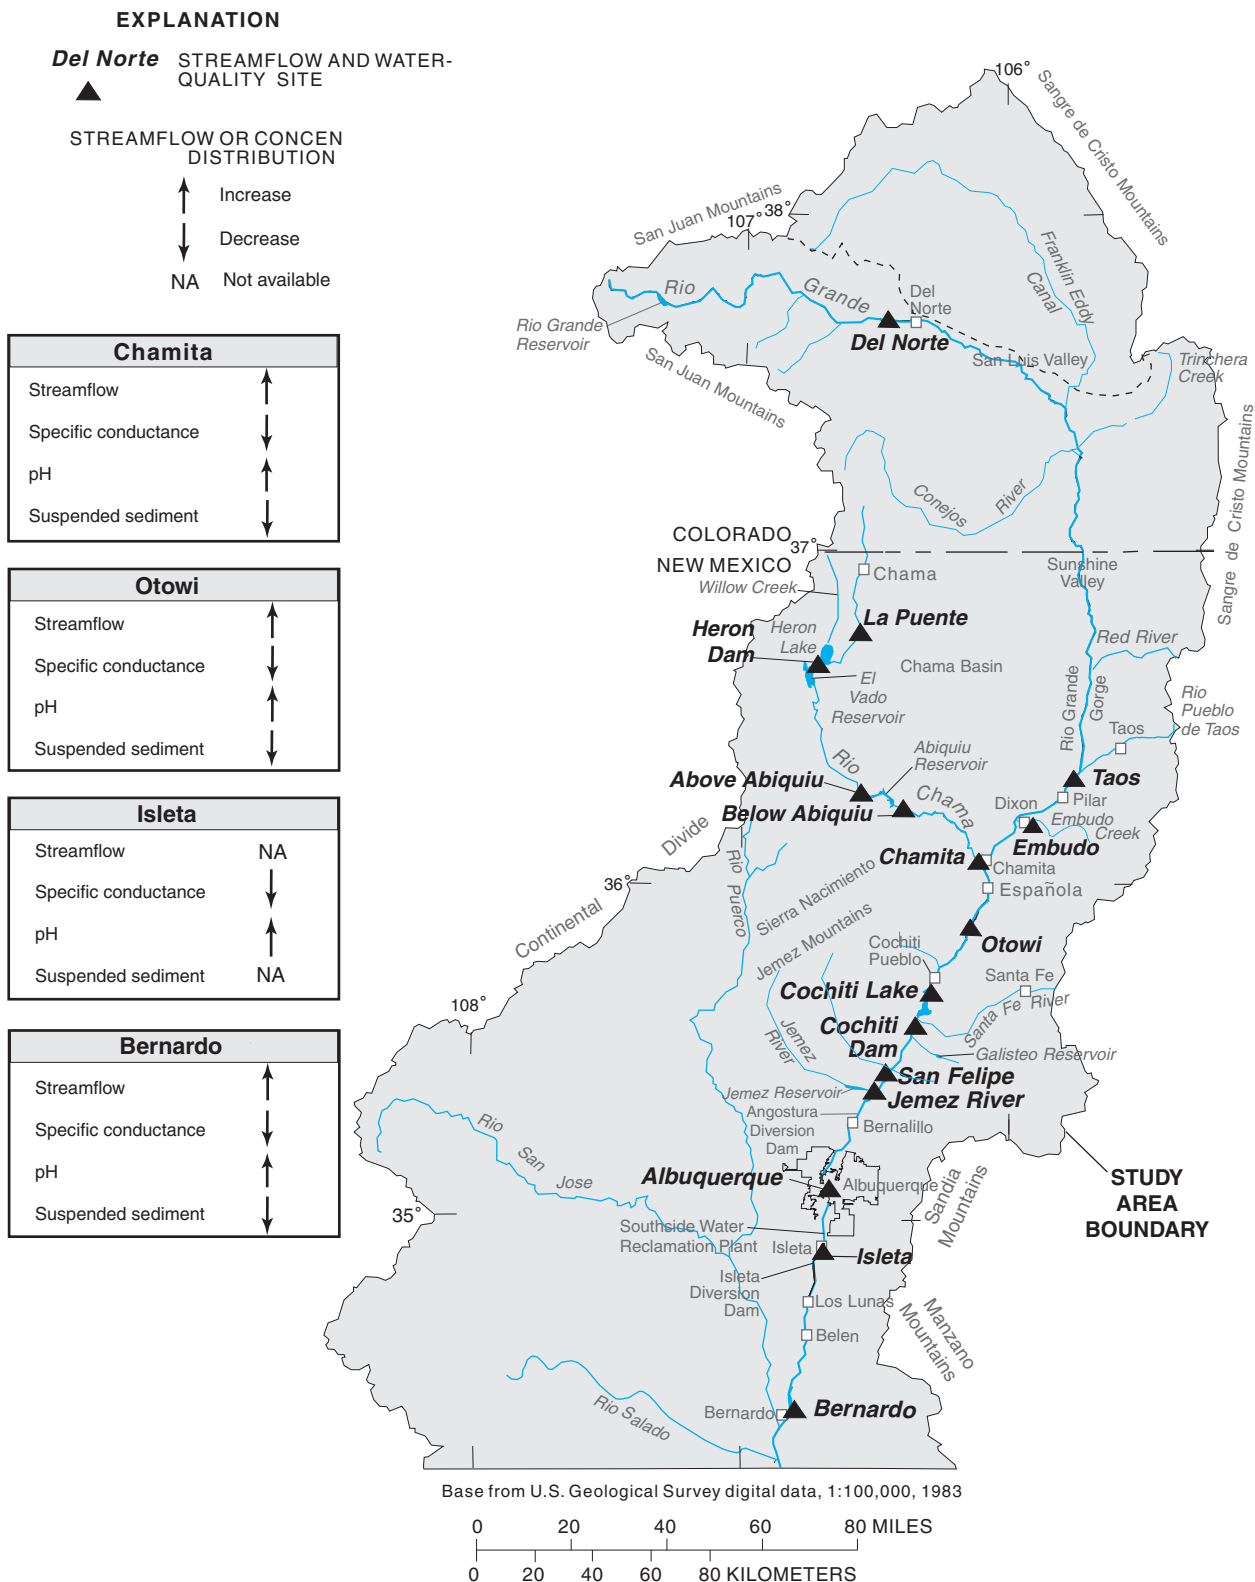 EXPLANATION
Del Norte STREAMFLOW AND WATER-
QUALITY SITE
STREAMFLOW OR CONCEN
DISTRIBUTION
Increase
Decrease
NA Not available
Chamita
Streamflow
Specific conductance
pH
Suspended sediment
Otowi
Streamflow
Specific conductance
pH
Suspended sediment
Isleta
Streamflow NA
Specific conductance
pH
Suspended sediment NA
Bernardo
Streamflow
Specific conductance
pH
Suspended sediment
106°
Sangre de Cristo Mountains
San Juan Mountains
107° 38°
Franklin Eddy
Canal
Rio Grande
Del
Norte
Rio Grande
Reservoir
Del Norte
San Juan Mountains
San Luis Valley
Trinchera
Creek
Sangre de Cristo Mountains
Conejos River
COLORADO
37°
NEW MEXICO
Sunshine
Valley
Willow Creek
Chama
La Puente
Heron
Dam
Heron
Lake
Red River
Chama Basin
El
Vado
Reservoir
Rio Grande
Gorge
Rio
Pueblo
de Taos
Taos
Abiquiu
Reservoir
Rio Chama
Above Abiquiu
Taos
Below Abiquiu
Pilar
Dixon
Embudo
Creek
Embudo
Continental Divide
Rio Puerco
Chamita
Chamita
36°
Española
Sierra Nacimiento
Jemez Mountains
Otowi
Cochiti
Pueblo
Santa Fe
Cochiti Lake
Santa Fe River
108°
Cochiti
Dam
Jemez
River
Galisteo Reservoir
San Felipe
Jemez Reservoir
Jemez River
Angostura
Diversion
Dam
Bernalillo
Rio San Jose
Albuquerque
Albuquerque
Sandia
Mountains
STUDY
AREA
BOUNDARY
35°
Southside Water
Reclamation Plant
Isleta
Isleta
Isleta
Diversion
Dam
Los Lunas
Manzano
Mountains
Belen
Rio Salado
Bernardo
Bernardo
Base from U.S. Geological Survey digital data, 1:100,000, 1983
0 20 40 60 80 MILES
0 20 40 60 80 KILOMETERS